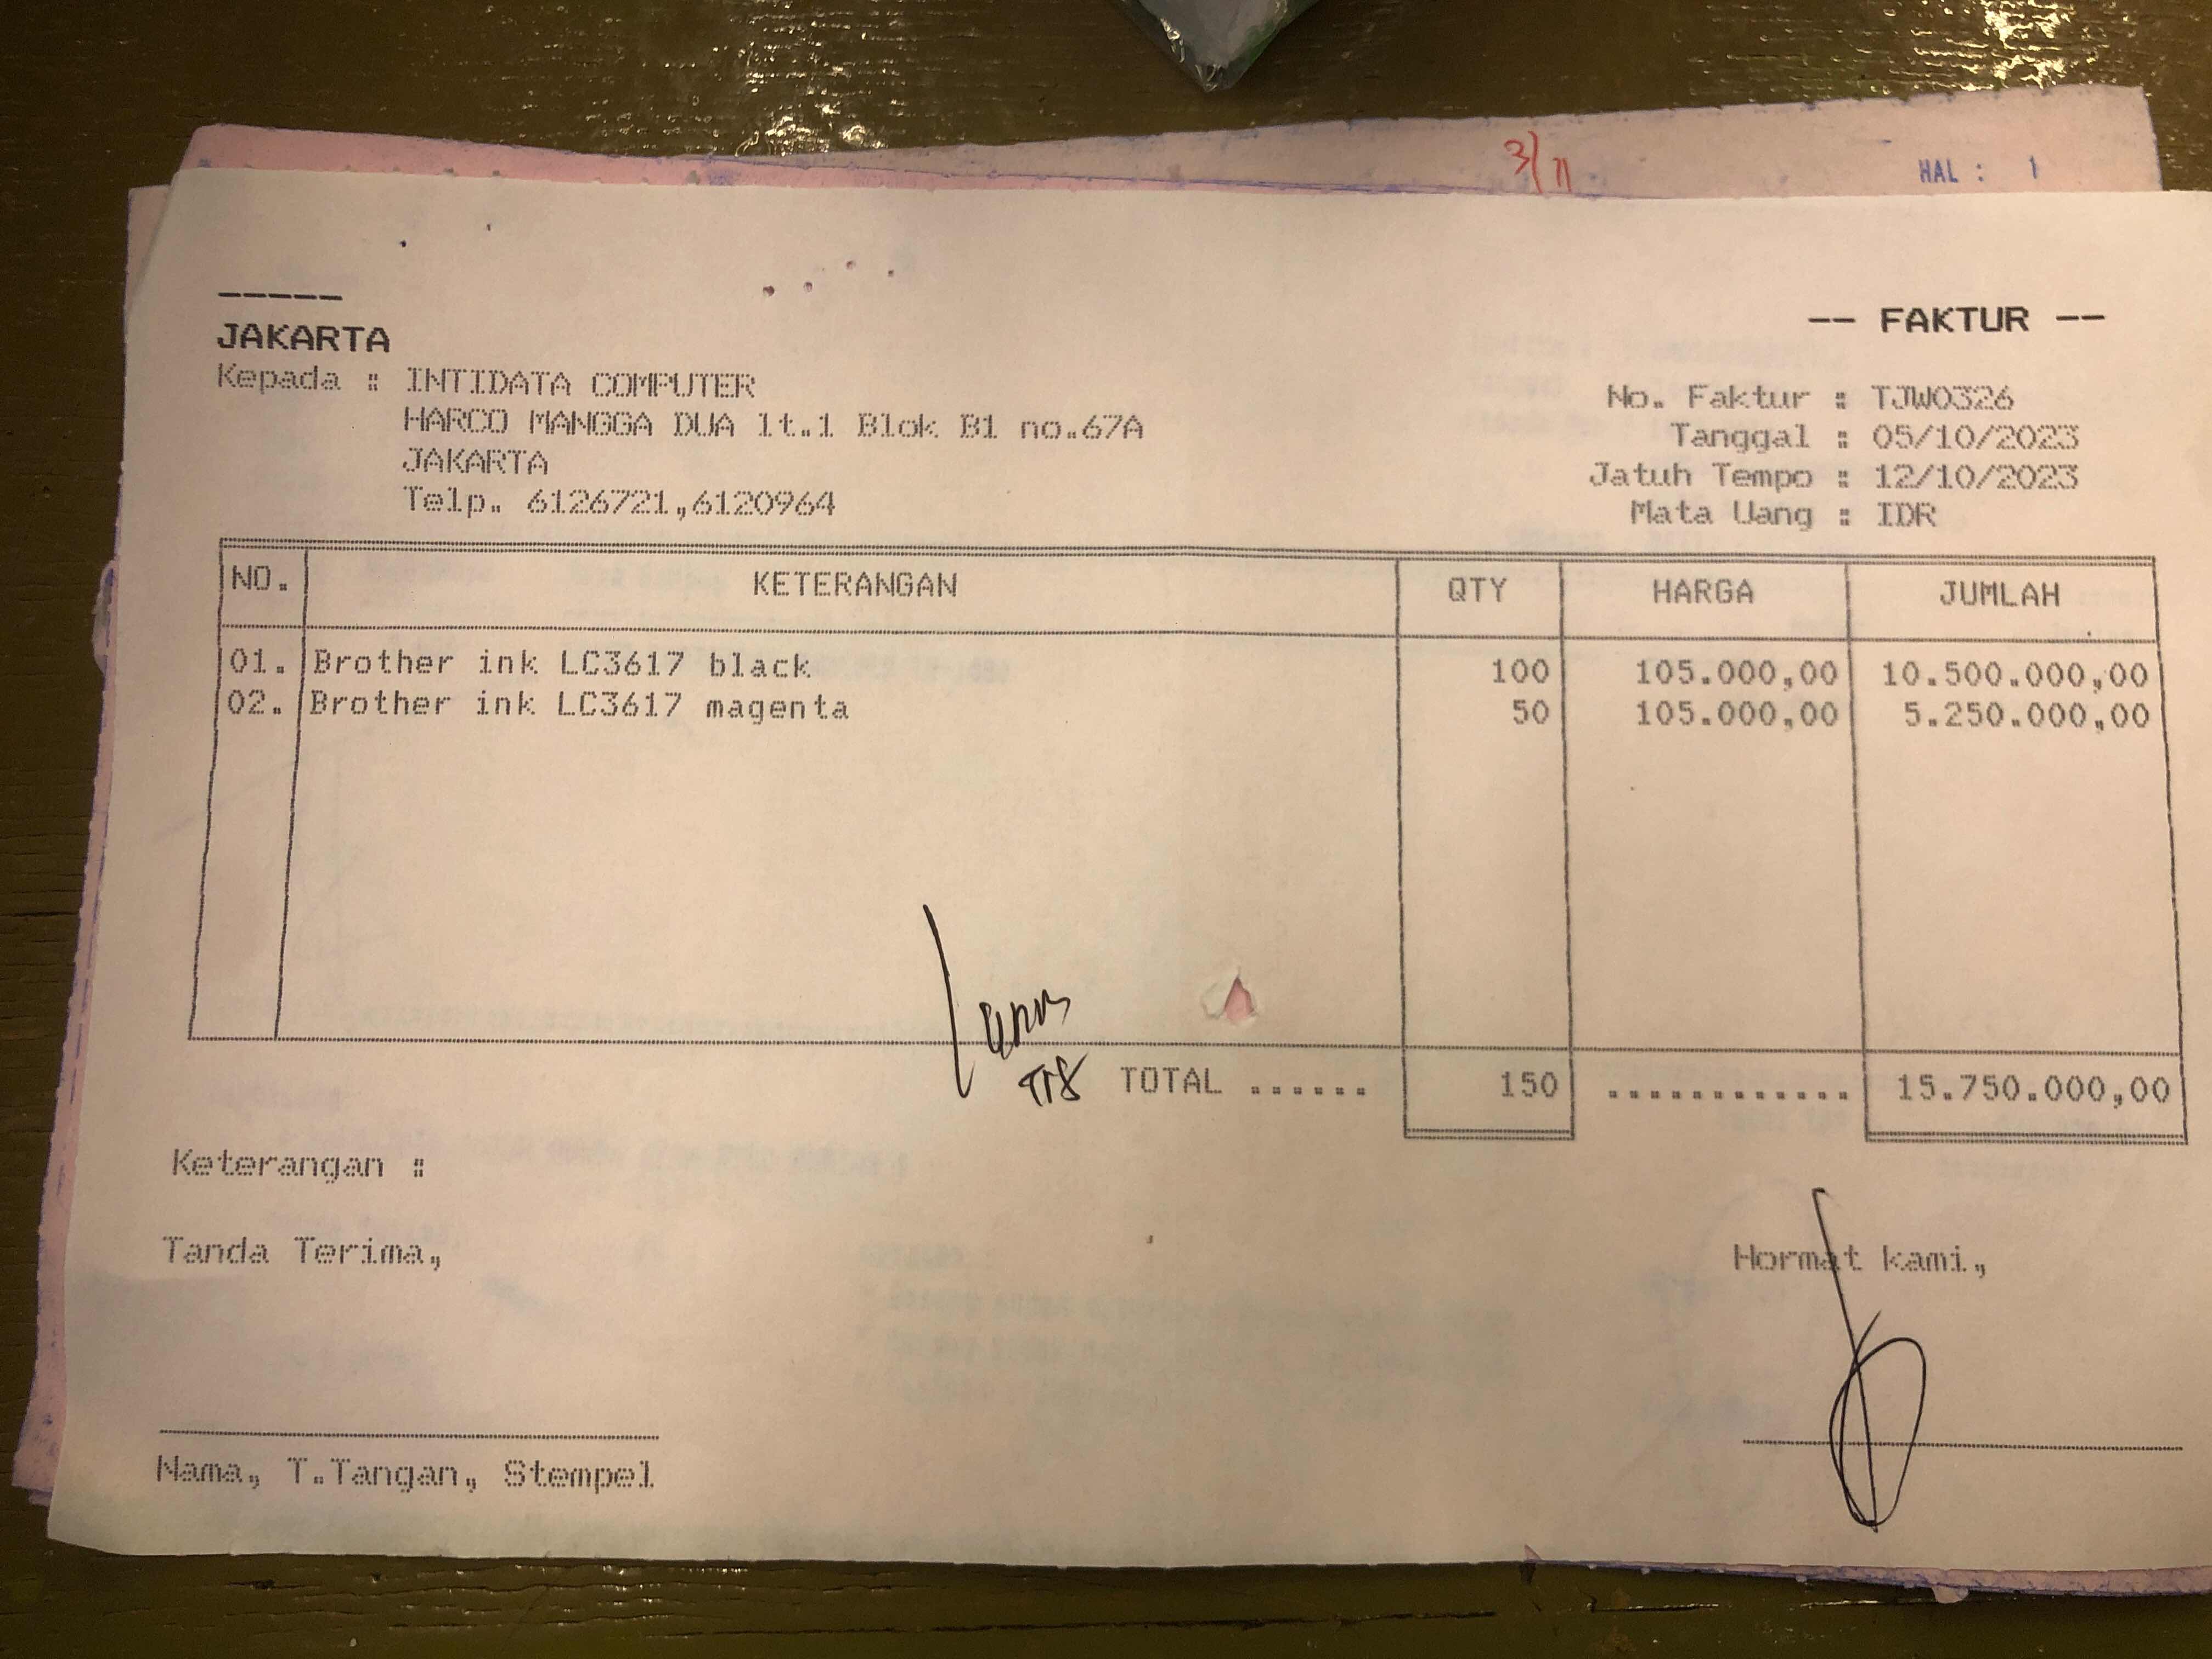 3/11
HAL : 1
-----
JAKARTA
-- FAKTUR --
Kepada : INTIDATA COMPUTER
HARCO MANGGA DUA lt.1 Blok B1 no.67A
JAKARTA
Telp. 6126721,6120964
No. Faktur : TJW0326
Tanggal : 05/10/2023
Jatuh Tempo : 12/10/2023
Mata Uang : IDR
NO. KETERANGAN QTY HARGA JUMLAH
01. Brother ink LC3617 black 100 105.000,00 10.500.000,00
02. Brother ink LC3617 magenta 50 105.000,00 5.250.000,00
TOTAL ...... 150 ............ 15.750.000,00
Keterangan :
Tanda Terima,
Hormat kami,
Nama, T.Tangan, Stempel